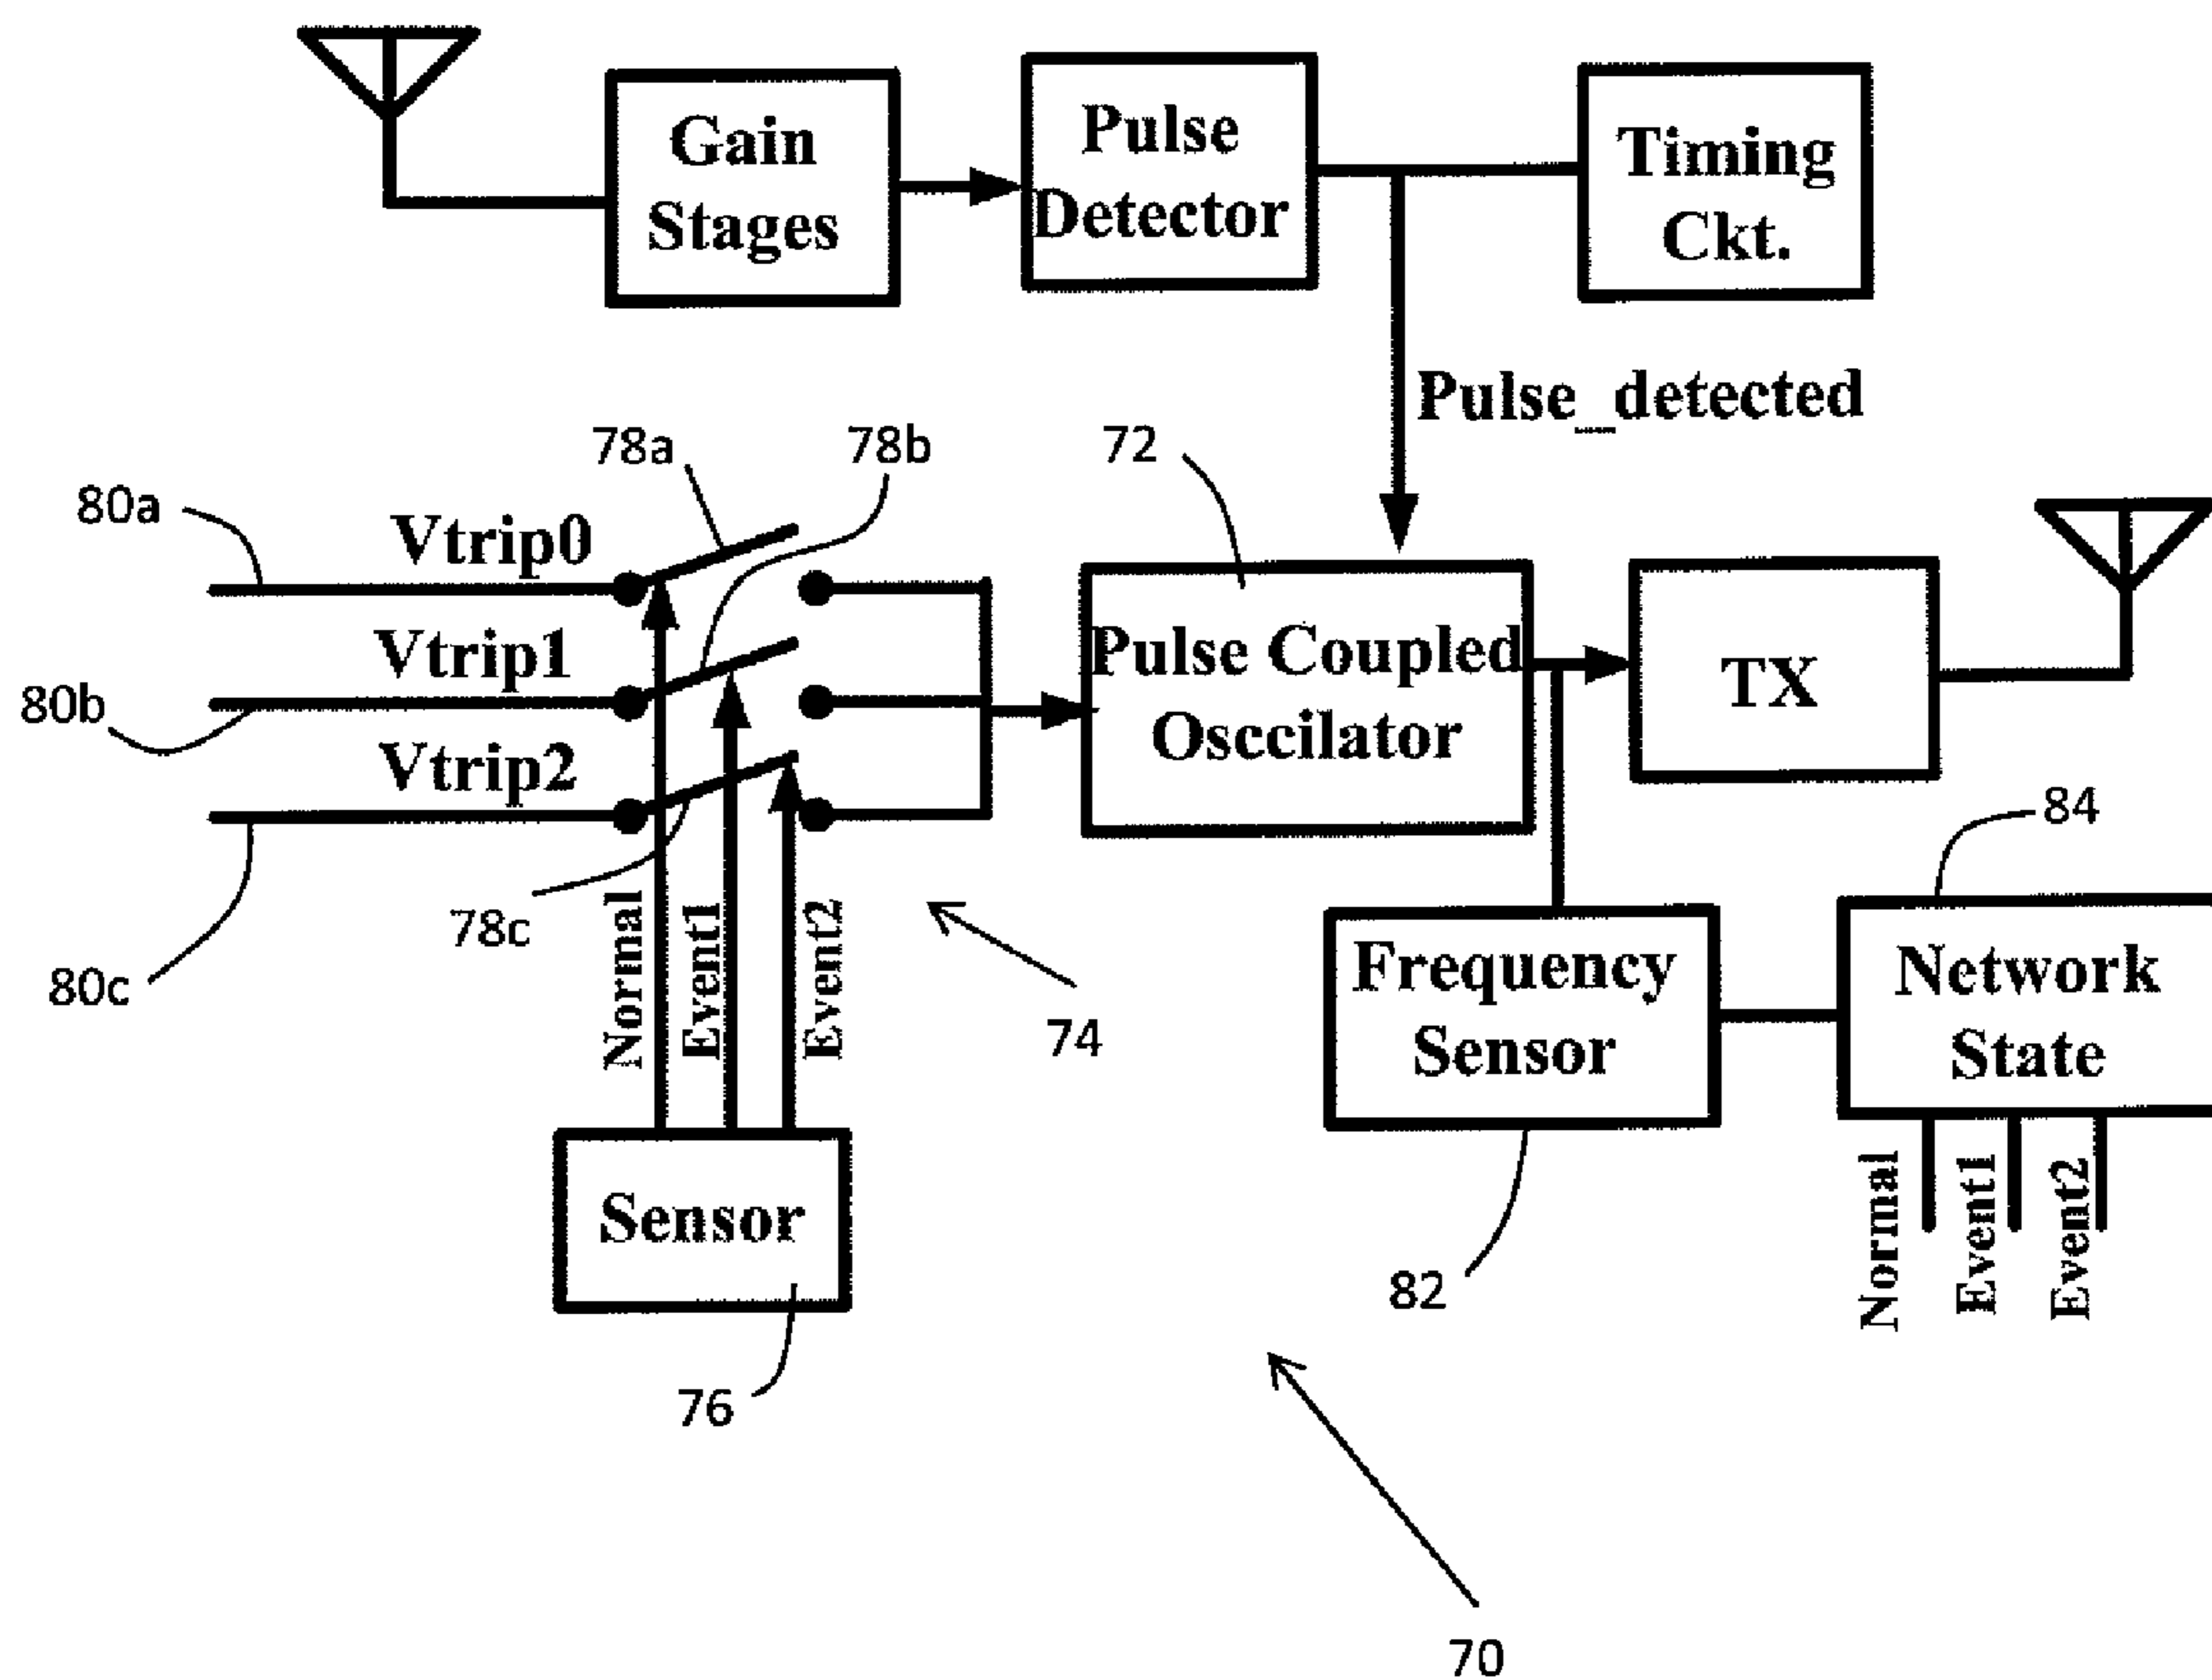 Gain
Stages
Pulse
Detector
Timing
Ckt.
Pulse_detected
78a
78b
72
80a
Vtrip0
Vtrip1
80b
Vtrip2
Pulse Coupled
Osccilator
TX
84
78c
80c
Normal
Event1
Event2
74
Frequency
Sensor
Network
State
Sensor
76
82
Normal
Event1
Event2
70